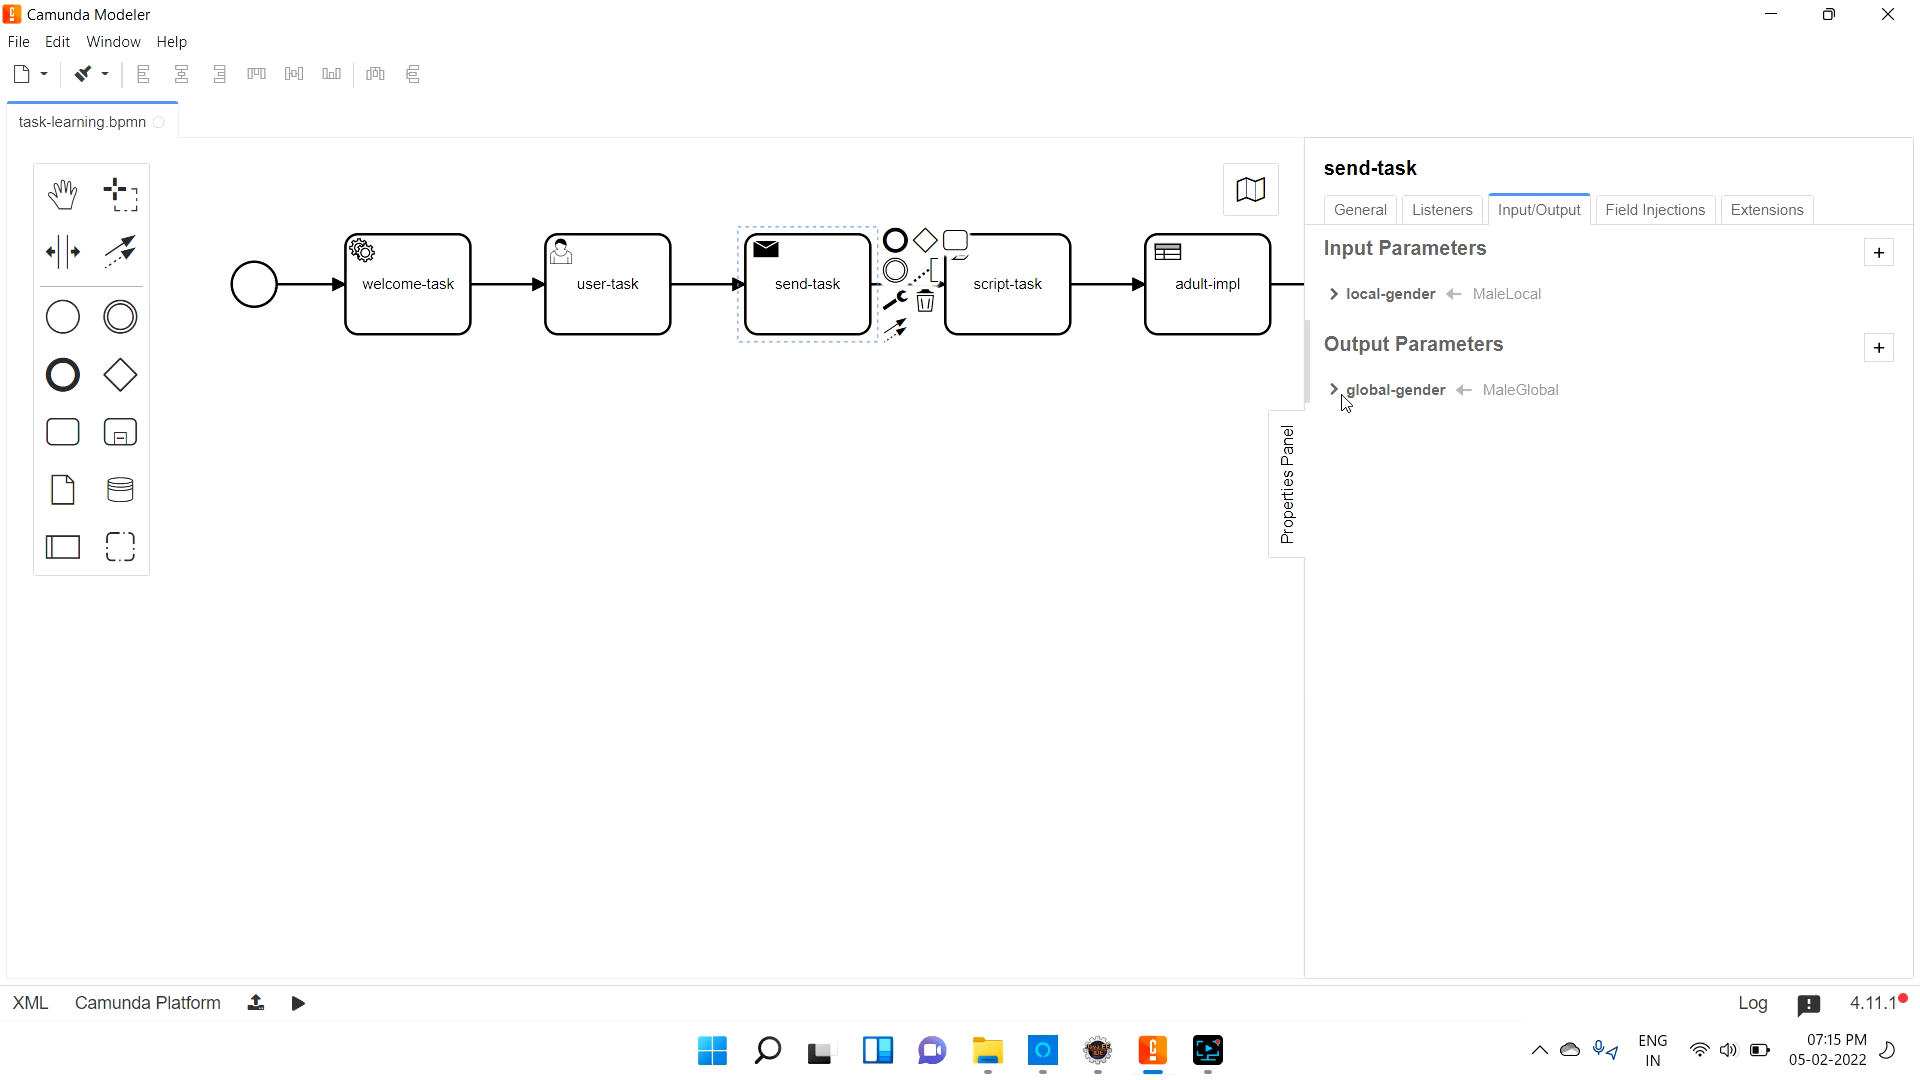 Camunda Modeler
File Edit Window Help
task-learning.bpmn
welcome-task
user-task
send-task
script-task
adult-impl
send-task
General Listeners Input/Output Field Injections Extensions
Input Parameters +
local-gender MaleLocal
Output Parameters +
global-gender MaleGlobal
Properties Panel
XML Camunda Platform Log 4.11.1
ENG 07:15 PM
IN 05-02-2022